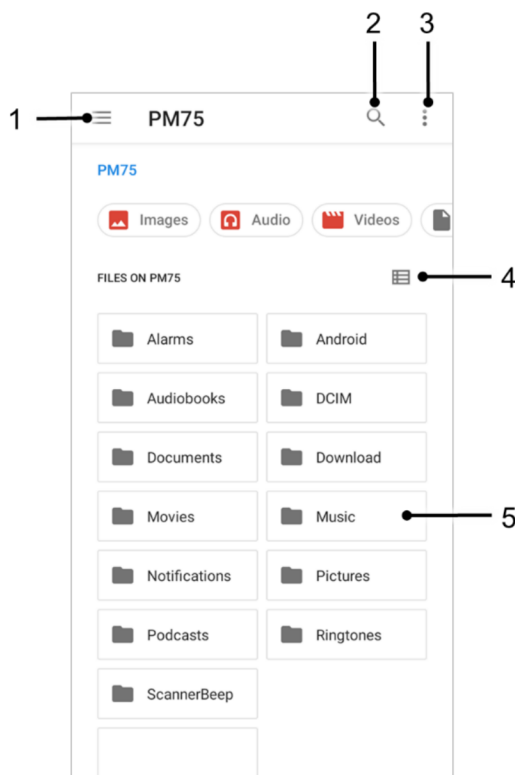 2 3
1 PM75
PM75
Images Audio Videos
FILES ON PM75 4
Alarms Android
Audiobooks DCIM
Documents Download
Movies Music 5
Notifications Pictures
Podcasts Ringtones
ScannerBeep